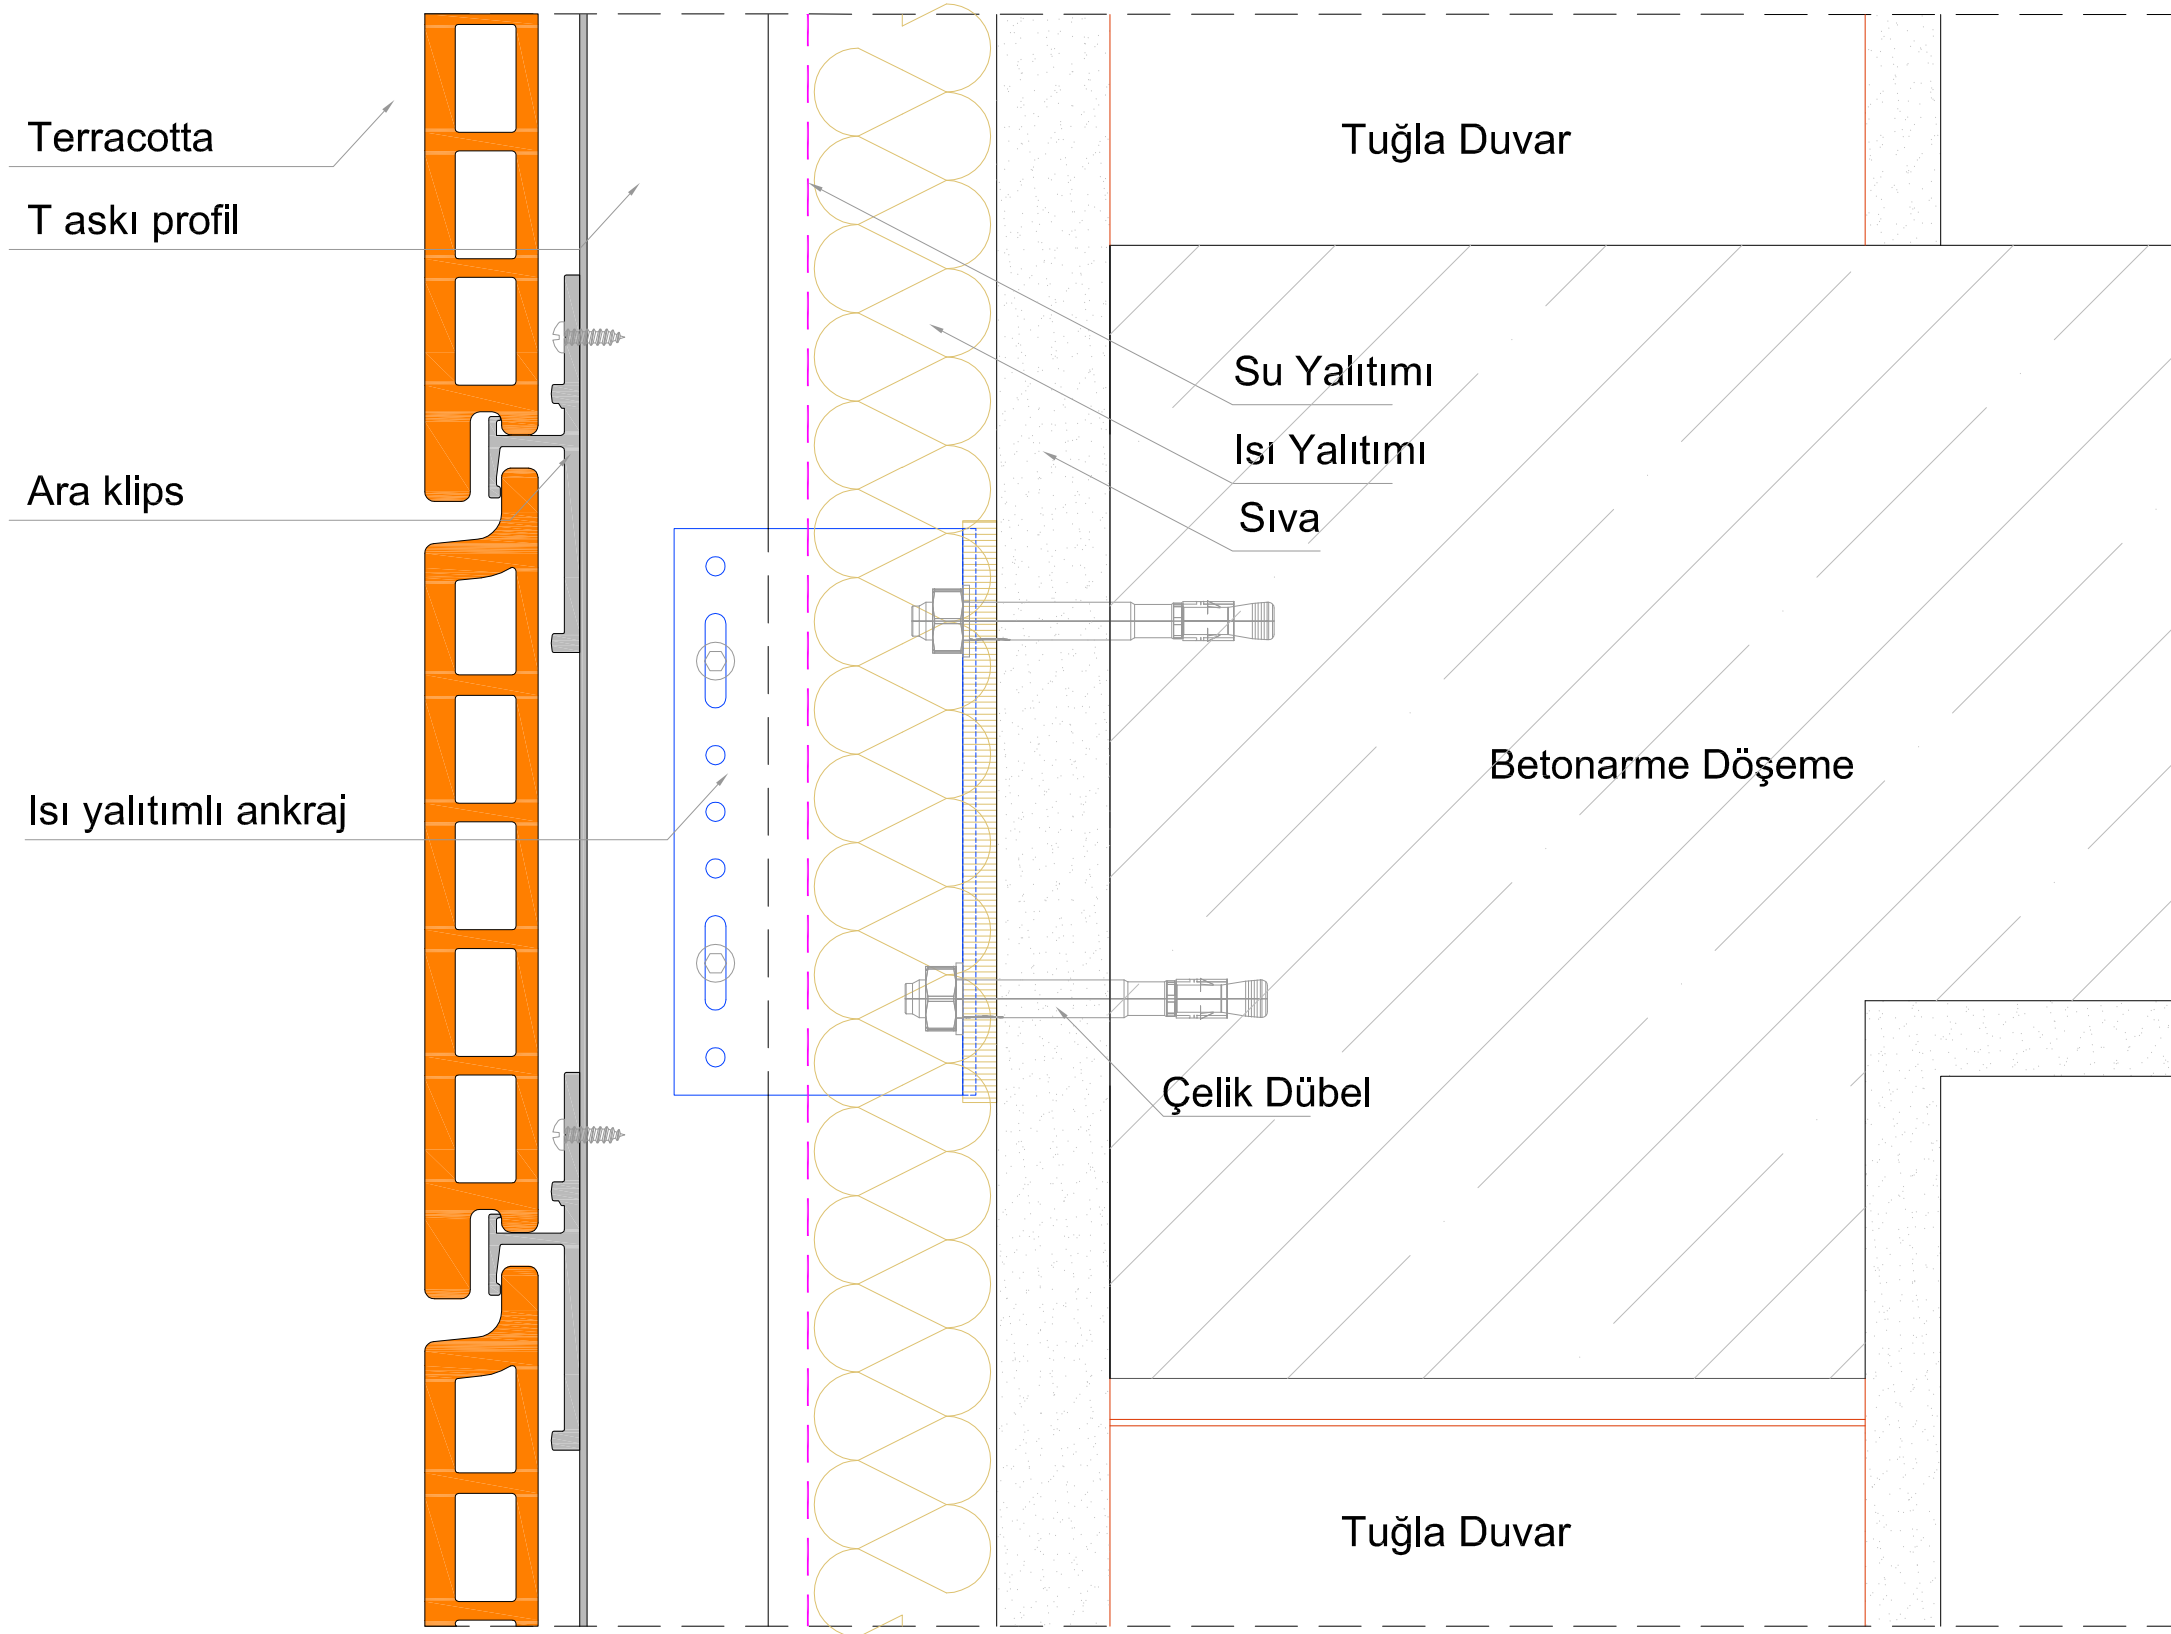 Tuğla Duvar
Terracotta
T askı profil
Su Yalıtımı
Isı Yalıtımı
Ara klips
Sıva
Betonarme Döşeme
Isı yalıtımlı ankraj
Çelik Dübel
Tuğla Duvar